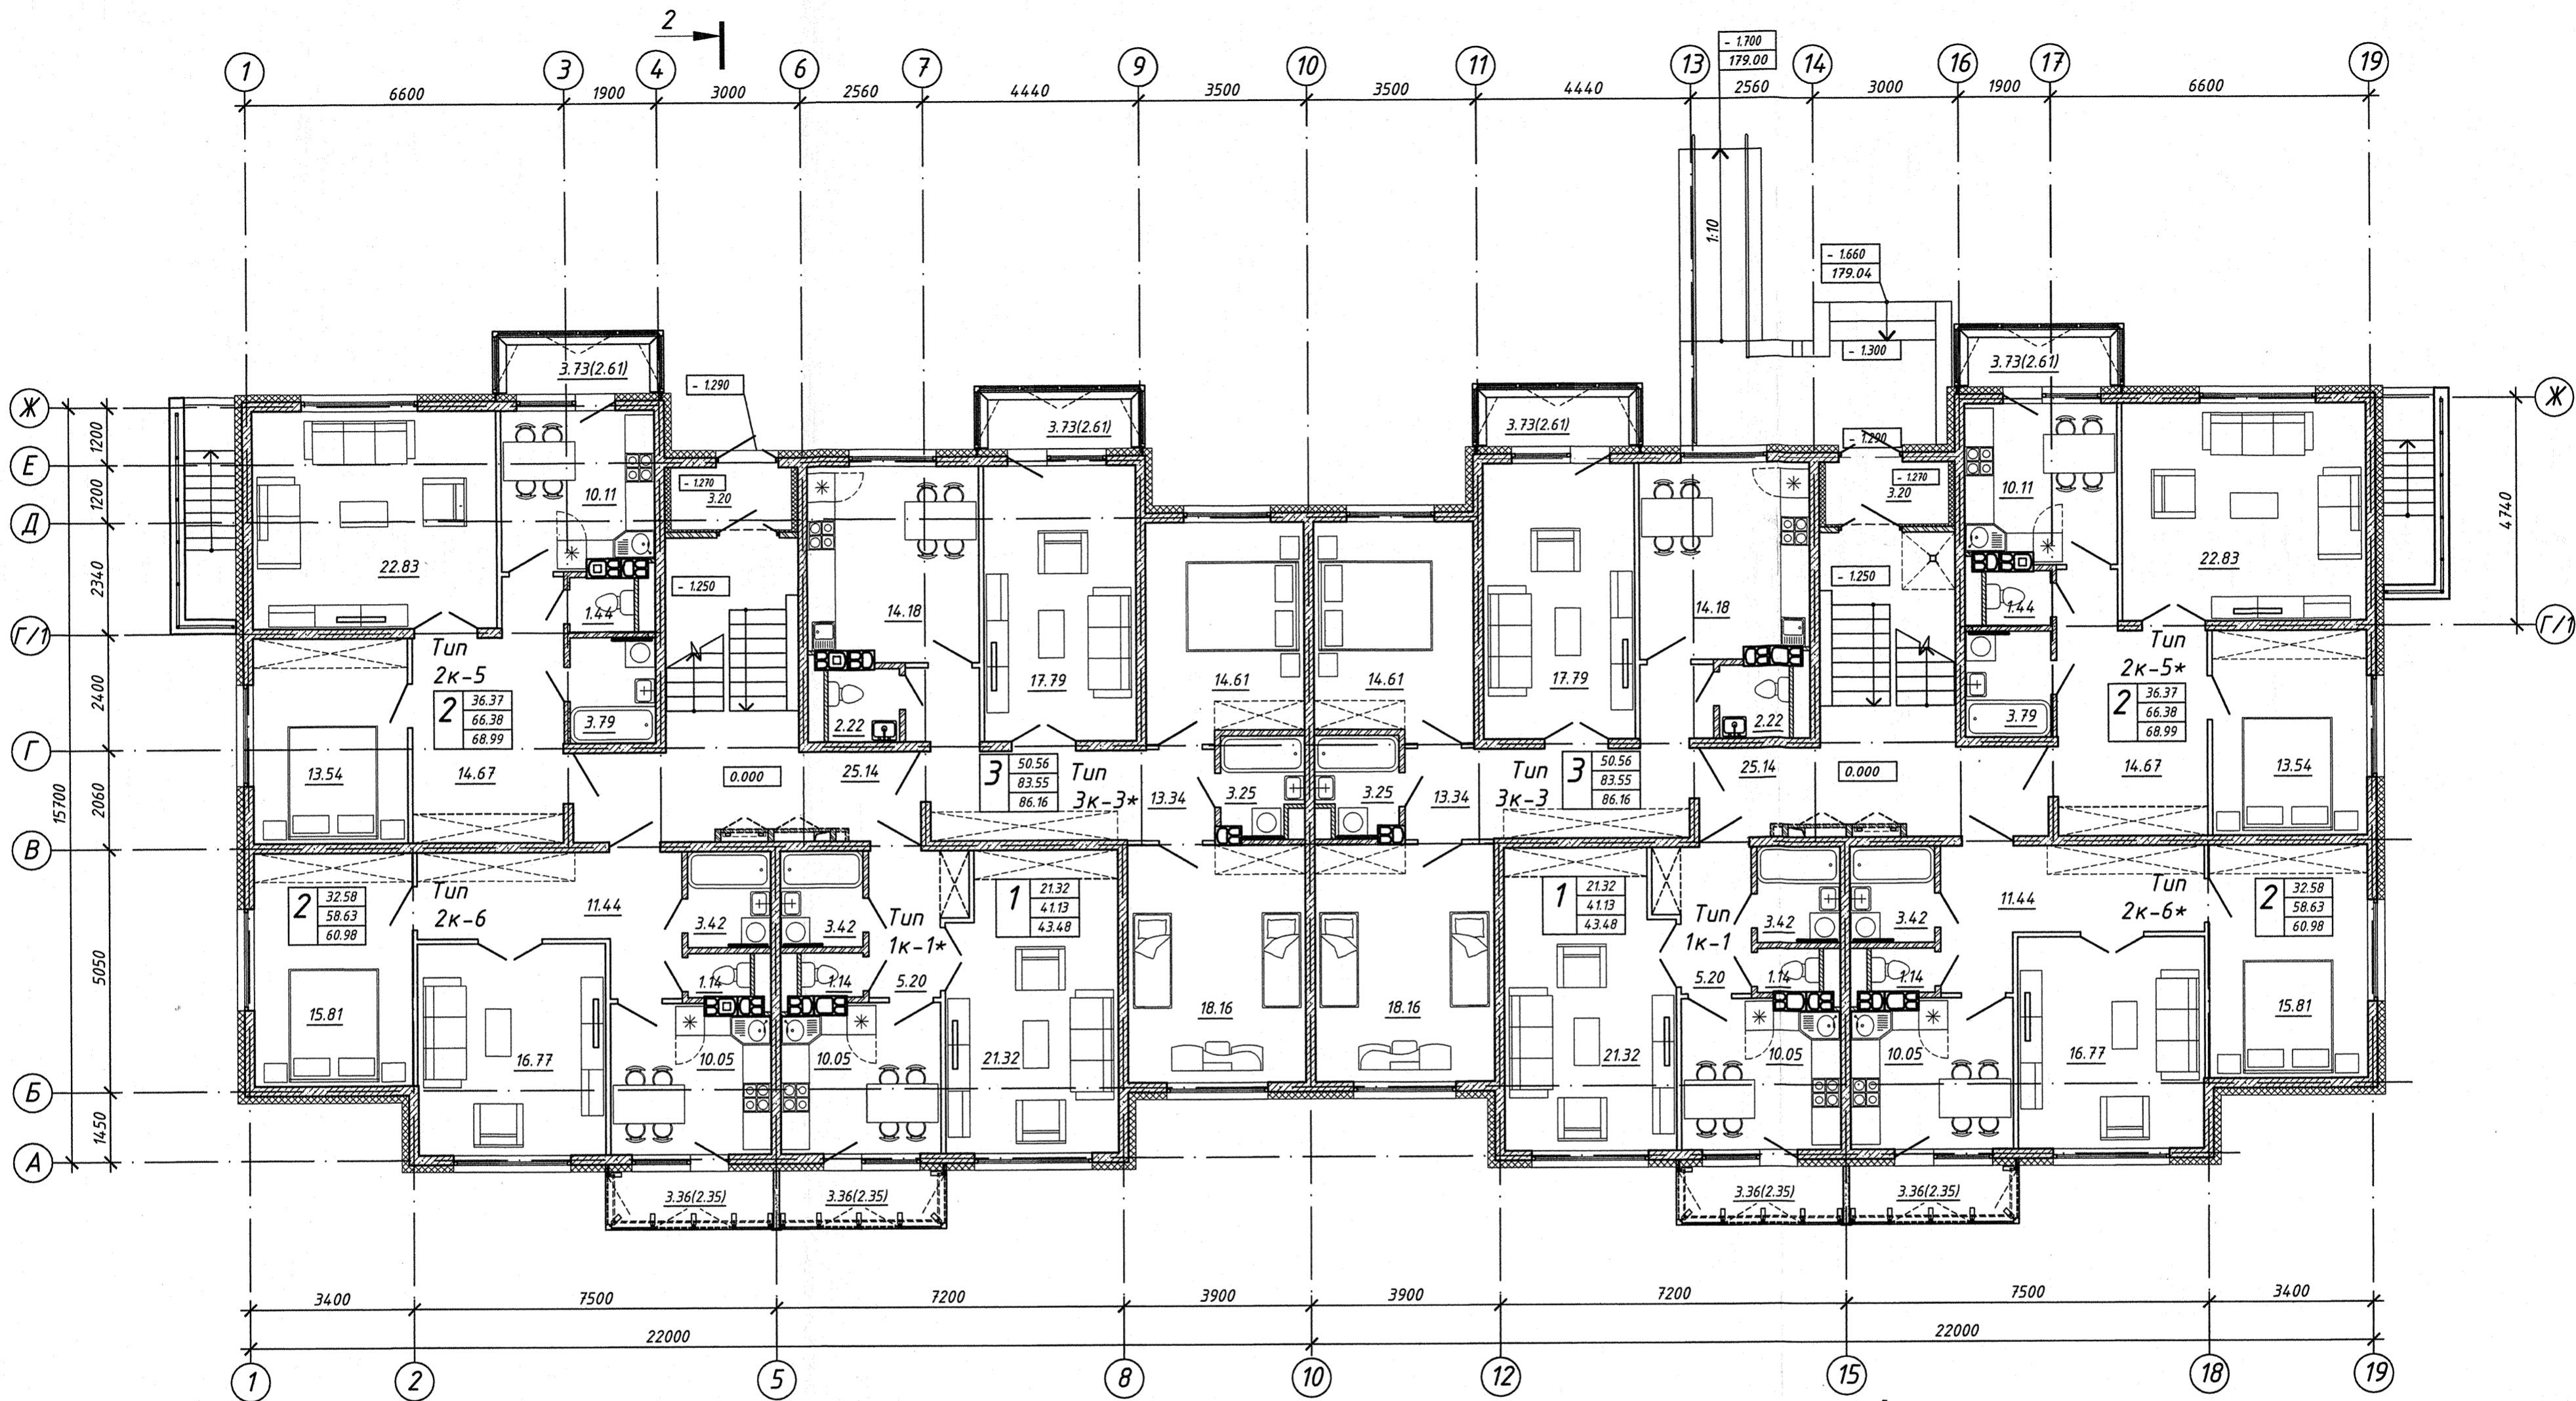 2
- 1.700
179.00
1 3 4 6 7 9 10 11 13 14 16 17 19
6600 1900 3000 2560 4440 3500 3500 4440 2560 3000 1900 6600
1:10
- 1.660
179.04
- 1.300
3.73(2.61) 3.73(2.61)
- 1.290
Ж Ж
3.73(2.61) 3.73(2.61)
- 1.290
1200
Е
- 1.270 - 1.270
3.20 3.20
10.11 10.11
1200
Д
4740
22.83 22.83
2340
- 1.250 - 1.250
1.44 14.18 14.18 1.44
Г/1 Г/1
Тип Тип
2к-5 2к-5*
17.79 14.61 14.61 17.79
2400
2 36.37 2 36.37
66.38 66.38
68.99 68.99
3.79 2.22 2.22 3.79
Г
13.54 14.67 0.000 25.14 25.14 0.000 14.67 13.54
3 50.56 Тип Тип 3 50.56
83.55 3к-3* 3к-3 83.55
86.16 86.16
13.34 3.25 3.25 13.34
15700
2060
В
2 32.58 Тип Тип 2 32.58
58.63 2к-6 2к-6* 58.63
60.98 60.98
11.44 11.44
1 21.32 1 21.32
41.13 41.13
43.48 43.48
3.42 3.42 Тип Тип 3.42 3.42
1к-1* 1к-1
1.14 1.14 5.20 5.20 1.14 1.14
5050
15.81 18.16 18.16 15.81
16.77 10.05 10.05 21.32 21.32 10.05 10.05 16.77
Б
1450
А
3.36(2.35) 3.36(2.35) 3.36(2.35) 3.36(2.35)
3400 7500 7200 3900 3900 7200 7500 3400
22000 22000
1 2 5 8 10 12 15 18 19